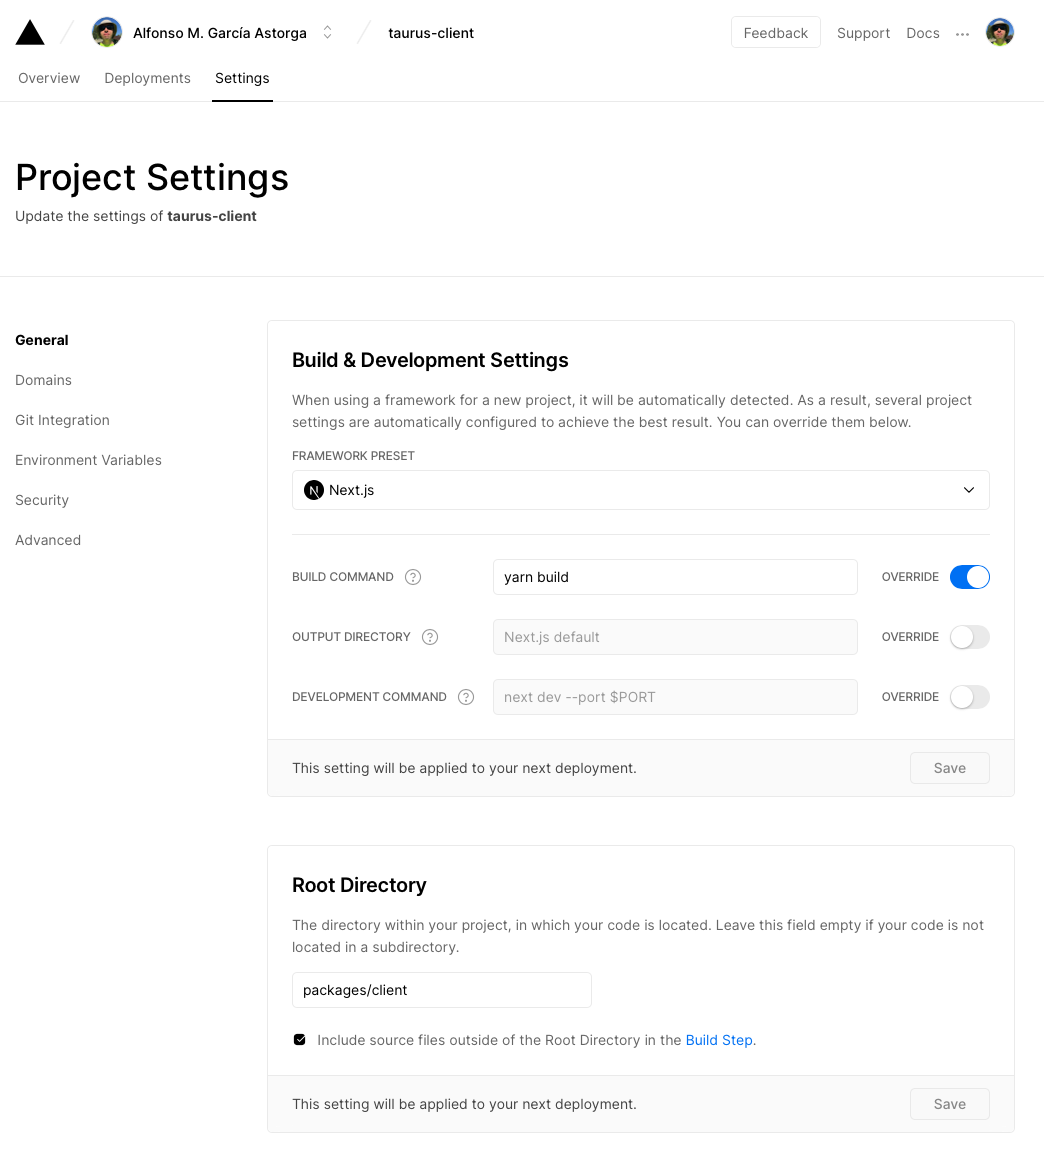 Alfonso M. García Astorga taurus-client Feedback Support Docs ...
Overview Deployments Settings
Project Settings
Update the settings of taurus-client
General
Domains
Git Integration
Environment Variables
Security
Advanced
Build & Development Settings
When using a framework for a new project, it will be automatically detected. As a result, several project
settings are automatically configured to achieve the best result. You can override them below.
FRAMEWORK PRESET
N Next.js
BUILD COMMAND ? yarn build OVERRIDE
OUTPUT DIRECTORY ? Next.js default OVERRIDE
DEVELOPMENT COMMAND ? next dev --port $PORT OVERRIDE
This setting will be applied to your next deployment. Save
Root Directory
The directory within your project, in which your code is located. Leave this field empty if your code is not
located in a subdirectory.
packages/client
Include source files outside of the Root Directory in the Build Step.
This setting will be applied to your next deployment. Save